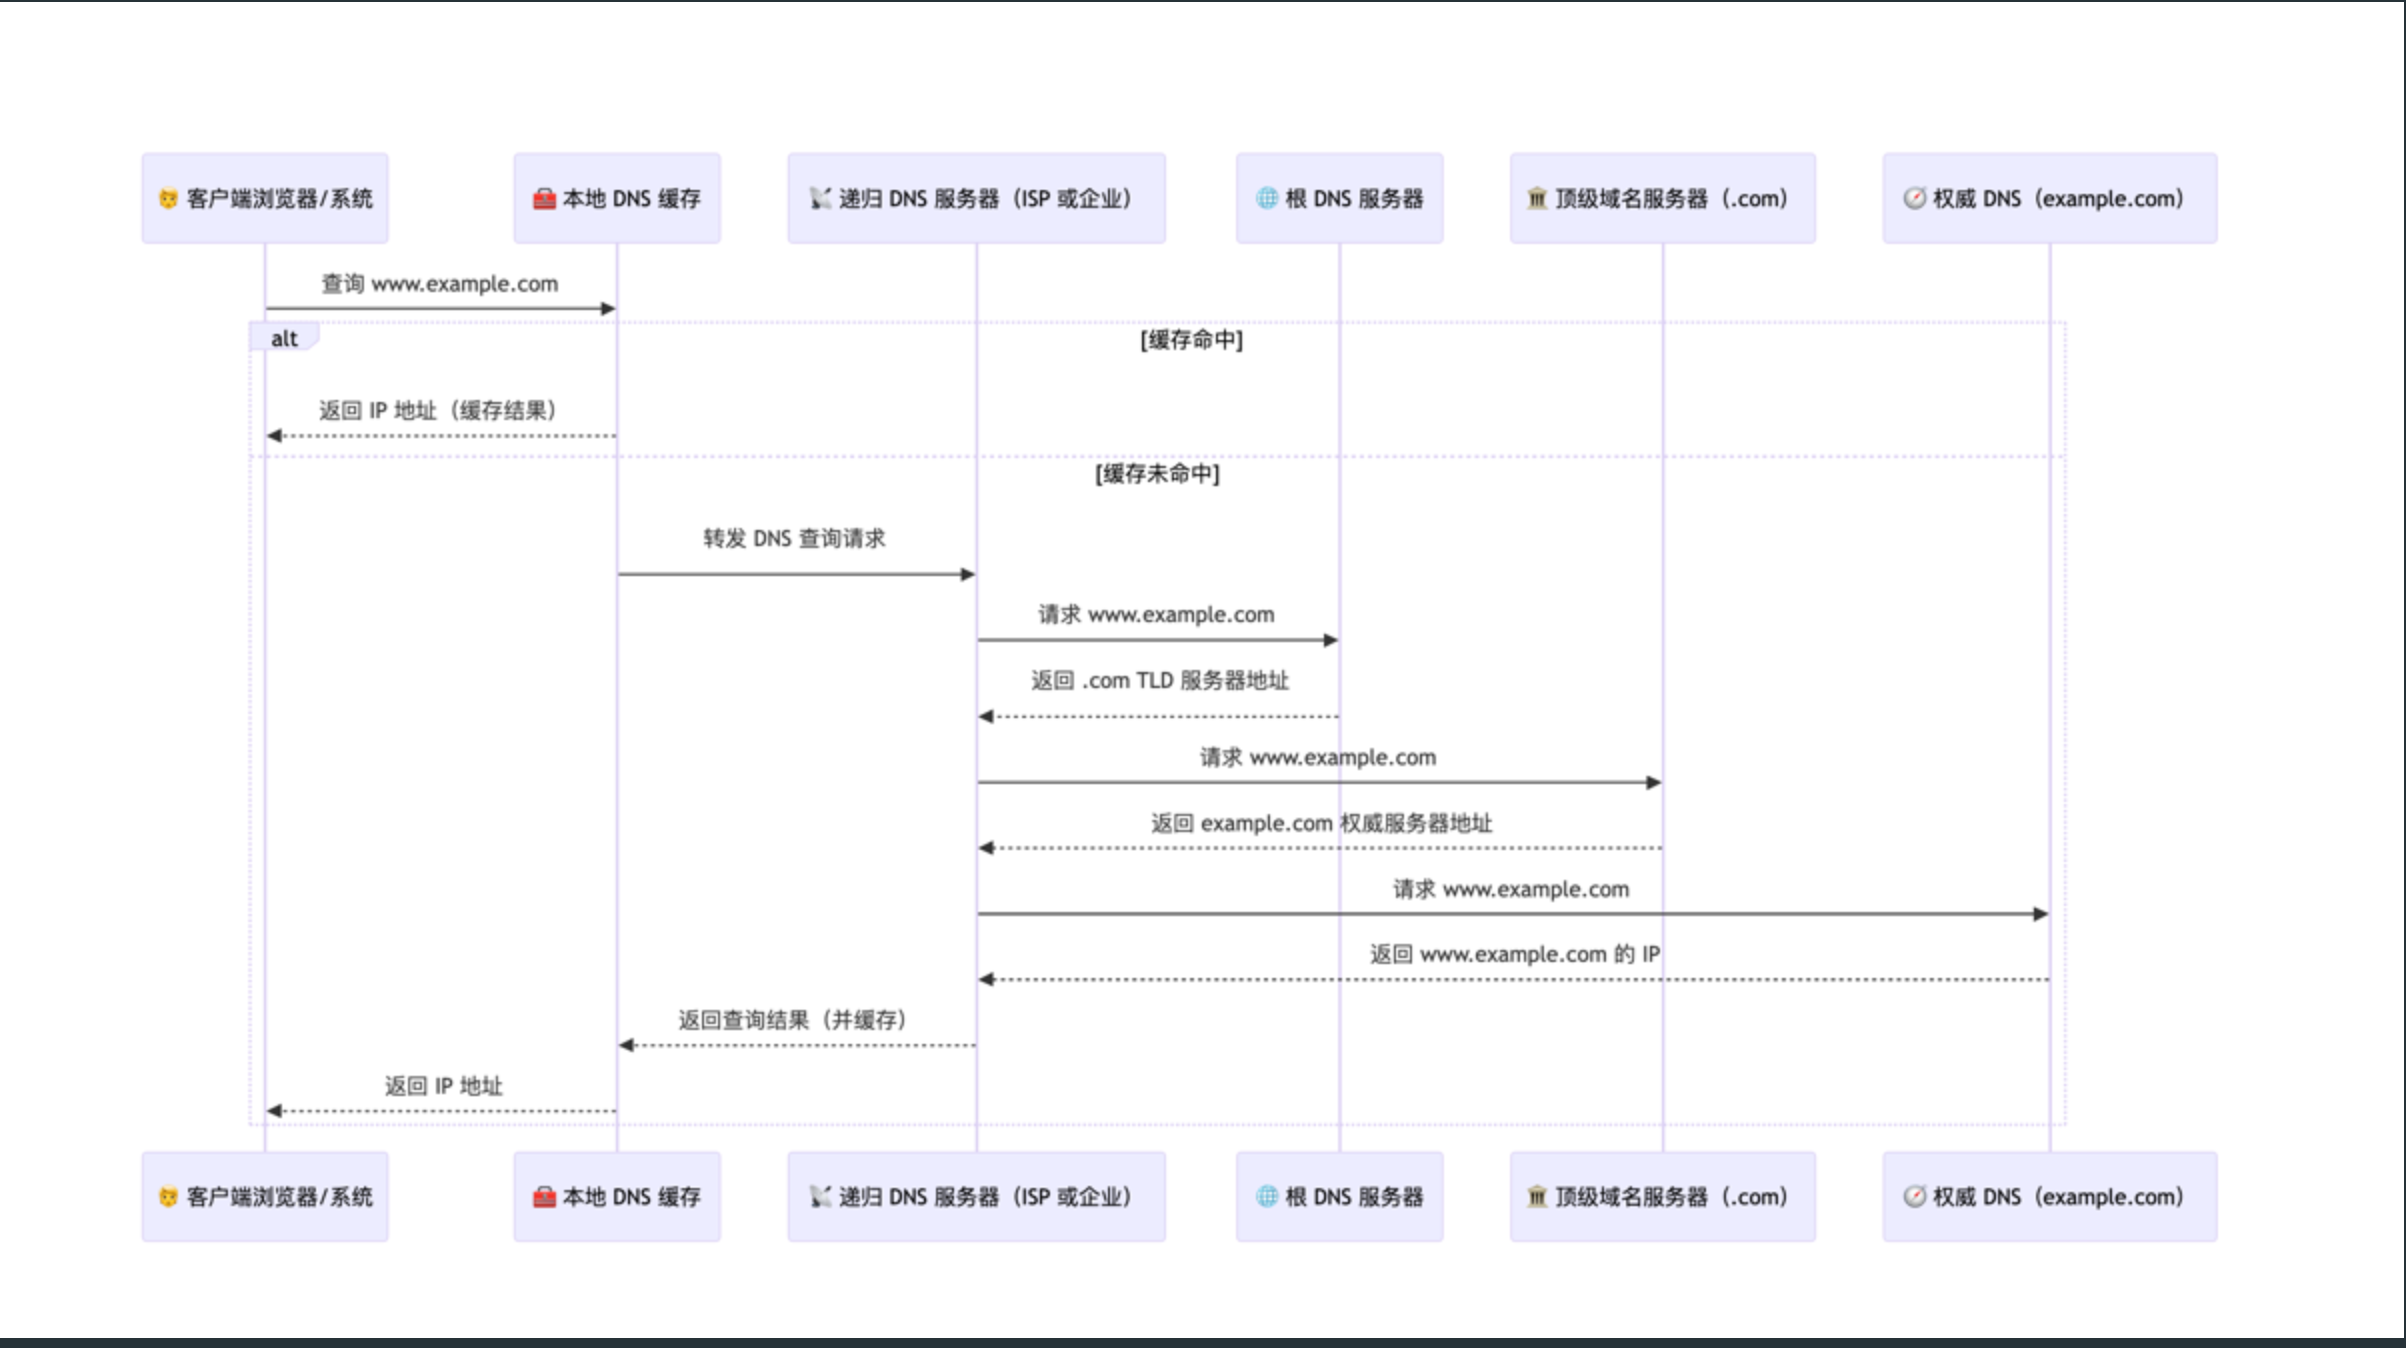 客户端浏览器/系统
本地 DNS 缓存
递归 DNS 服务器（ISP 或企业）
根 DNS 服务器
顶级域名服务器（.com）
权威 DNS（example.com）
查询 www.example.com
alt
[缓存命中]
返回 IP 地址（缓存结果）
[缓存未命中]
转发 DNS 查询请求
请求 www.example.com
返回 .com TLD 服务器地址
请求 www.example.com
返回 example.com 权威服务器地址
请求 www.example.com
返回 www.example.com 的 IP
返回查询结果（并缓存）
返回 IP 地址
客户端浏览器/系统
本地 DNS 缓存
递归 DNS 服务器（ISP 或企业）
根 DNS 服务器
顶级域名服务器（.com）
权威 DNS（example.com）